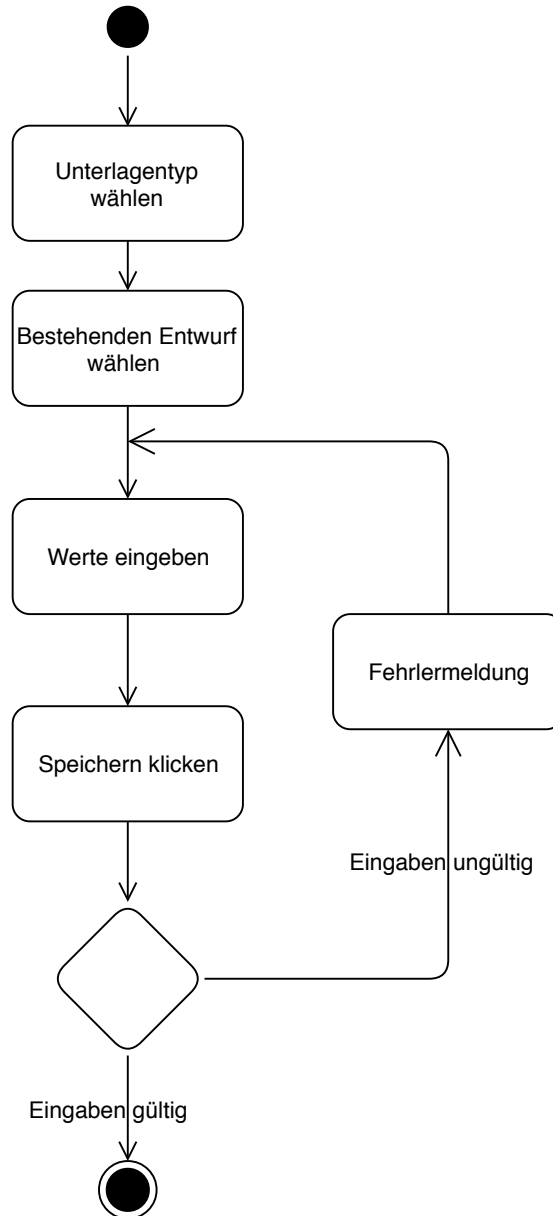 Unterlagentyp
wählen
Bestehenden Entwurf
wählen
Werte eingeben
Fehrlermeldung
Speichern klicken
Eingaben ungültig
Eingaben gültig